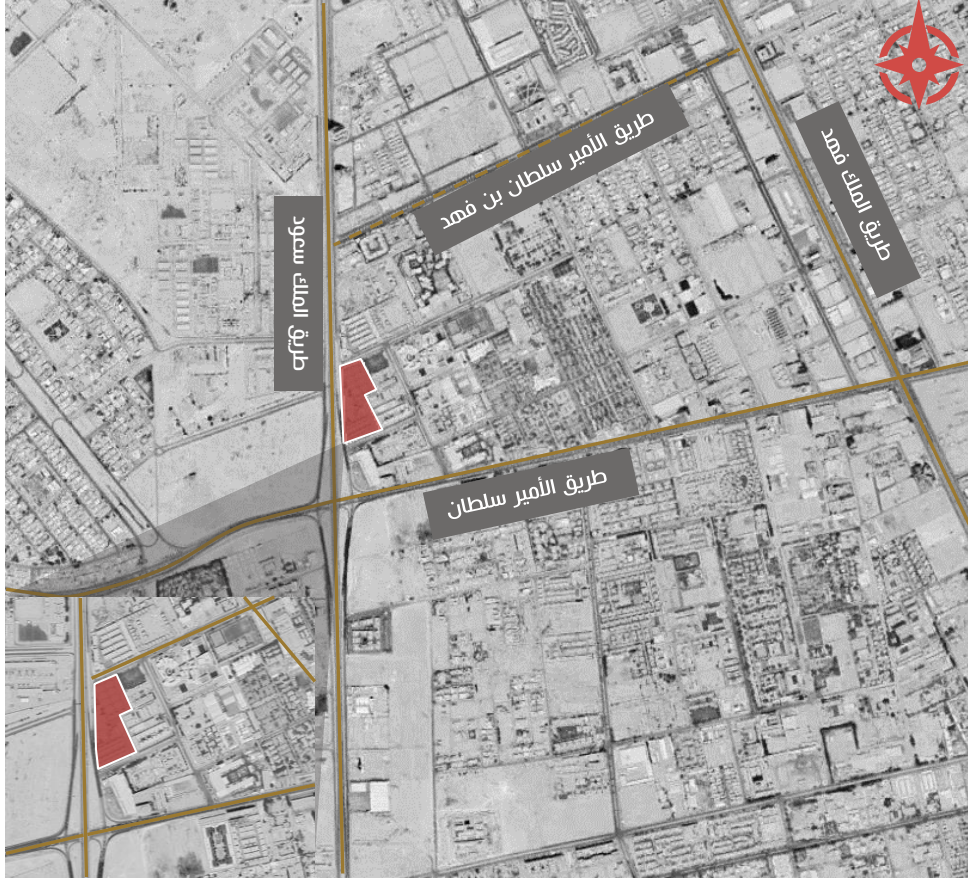 طريق الأمير سلطان بن فهد
طريق الملك فهد
طريق الملك سعود
طريق الأمير سلطان